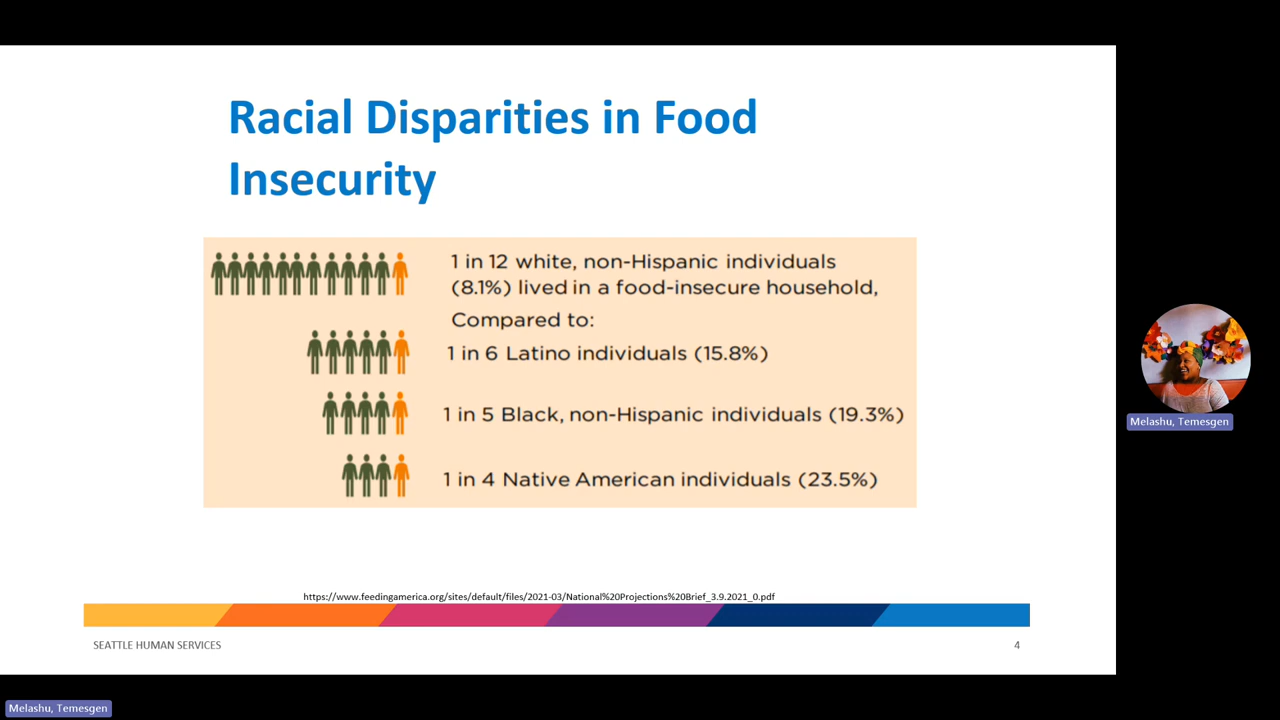 Racial Disparities in Food
Insecurity
1 in 12 white, non-Hispanic individuals
(8.1%) lived in a food-insecure household,
Compared to:
1 in 6 Latino individuals (15.8%)
1 in 5 Black, non-Hispanic individuals (19.3%)
1 in 4 Native American individuals (23.5%)
https://www.feedingamerica.org/sites/default/files/2021-03/National%20Projections%20Brief_3.9.2021_0.pdf
SEATTLE HUMAN SERVICES
4
Melashu, Temesgen
Melashu, Temesgen